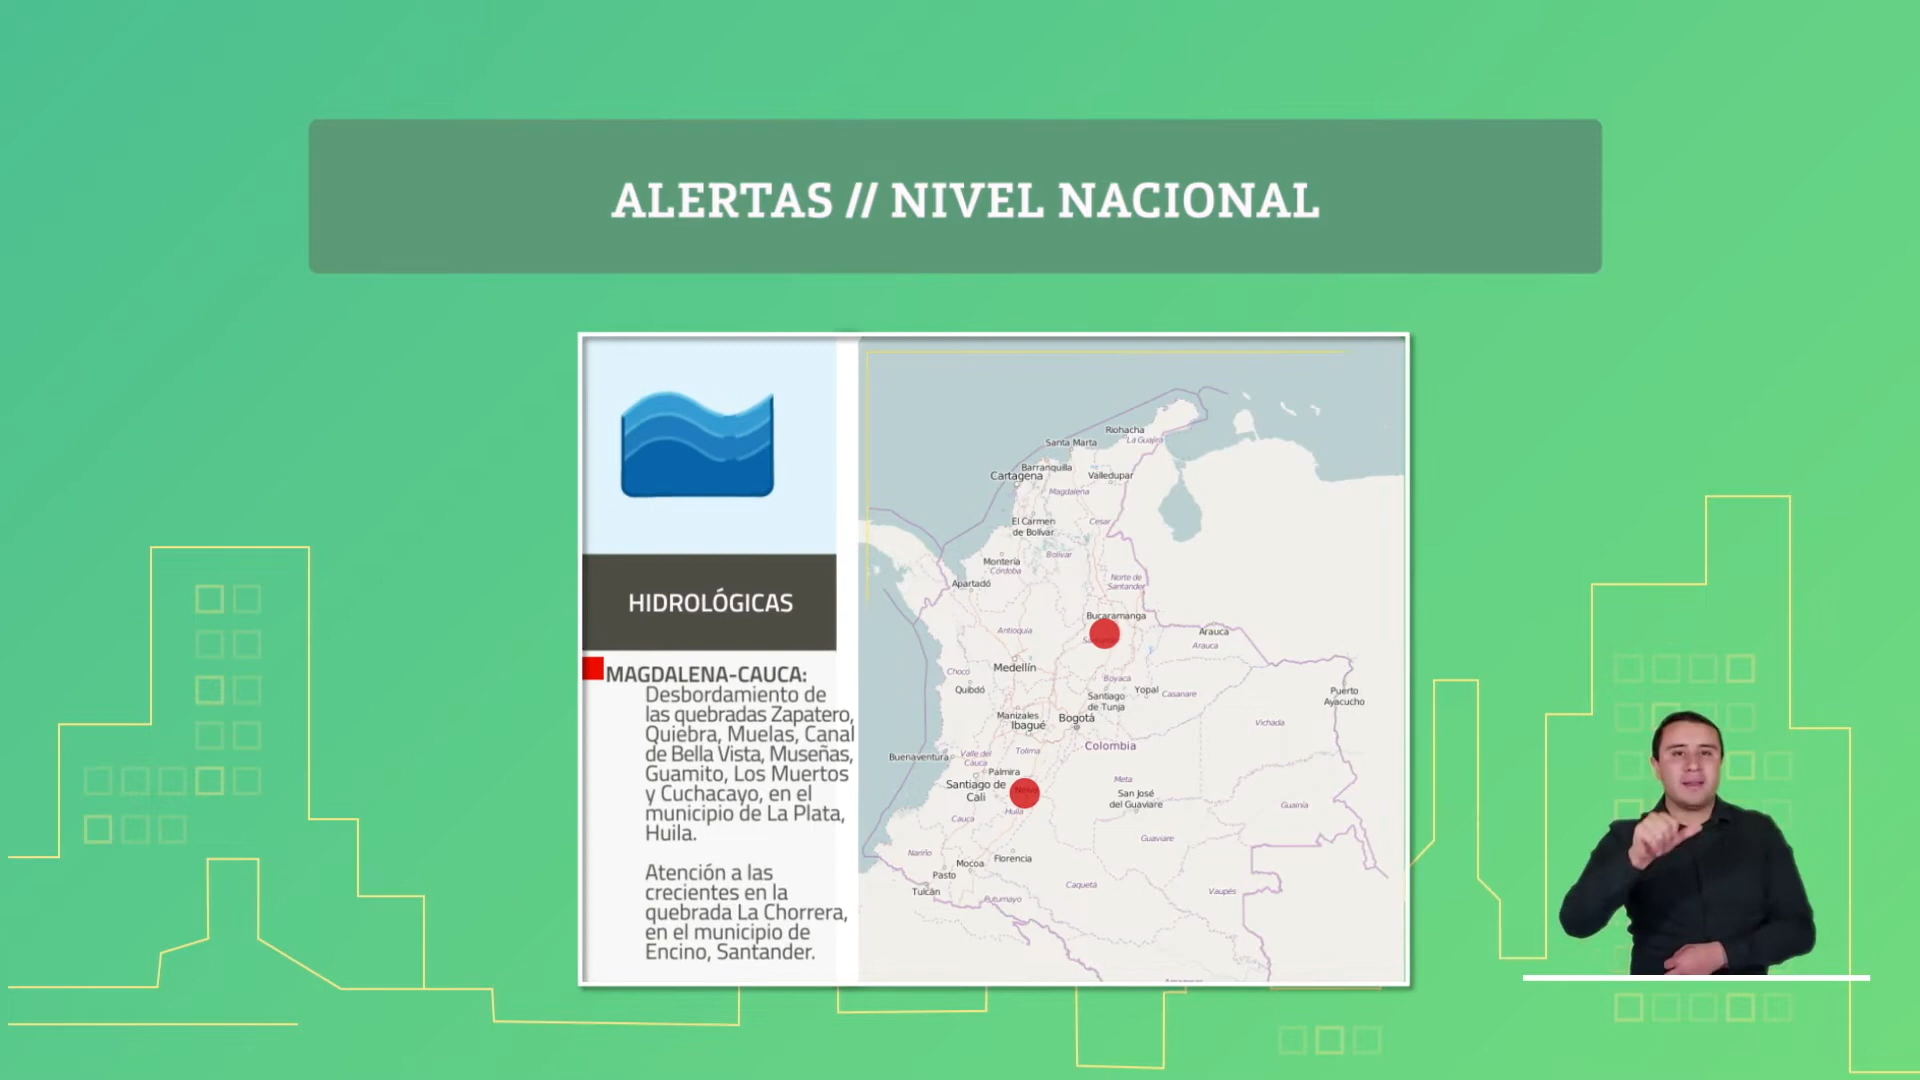 ALERTAS // NIVEL NACIONAL
HIDROLÓGICAS
MAGDALENA-CAUCA:
Desbordamiento de
las quebradas Zapatero,
Quiebra, Muelas, Canal
de Bella Vista, Museñas,
Guamito, Los Muertos
y Cuchacayo, en el
municipio de La Plata,
Huila.
Atención a las
crecientes en la
quebrada La Chorrera,
en el municipio de
Encino, Santander.
Riohacha
La Guajira
Santa Marta
Barranquilla
Cartagena
Valledupar
Magdalena
El Carmen
de Bolívar
Cesar
Montería
Córdoba
Bolívar
Apartadó
Norte de
Santander
Bucaramanga
Antioquia
Arauca
Arauca
Medellín
Chocó
Quibdó
Boyacá
Santiago
de Tunja
Yopal
Casanare
Puerto
Ayacucho
Manizales
Ibagué
Bogotá
Vichada
Colombia
Buenaventura
Valle del
Cauca
Tolima
Palmira
Santiago de
Cali
Neiva
Meta
San José
del Guaviare
Guainía
Huila
Cauca
Guaviare
Nariño
Mocoa
Florencia
Pasto
Tulcán
Caquetá
Vaupés
Putumayo